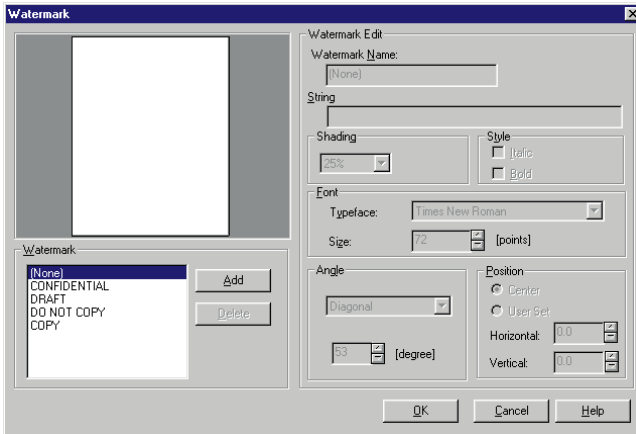 Watermark
Watermark Edit
Watermark Name:
(None)
String
Shading
25%
Style
Italic
Bold
Font
Typeface: Times New Roman
Size: 72 [points]
Watermark
(None)
CONFIDENTIAL
DRAFT
DO NOT COPY
COPY
Add
Delete
Angle
Diagonal
53 [degree]
Position
Center
User Set
Horizontal: 0.0
Vertical: 0.0
OK Cancel Help